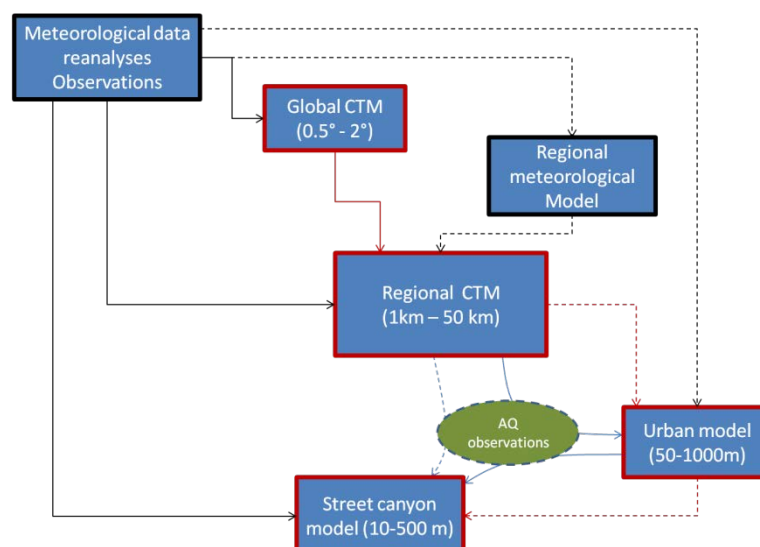 Meteorological data
reanalyses
Observations
Global CTM
(0.5° - 2°)
Regional
meteorological
Model
Regional  CTM
(1km – 50 km)
AQ
observations
Urban model
(50-1000m)
Street canyon
model (10-500 m)